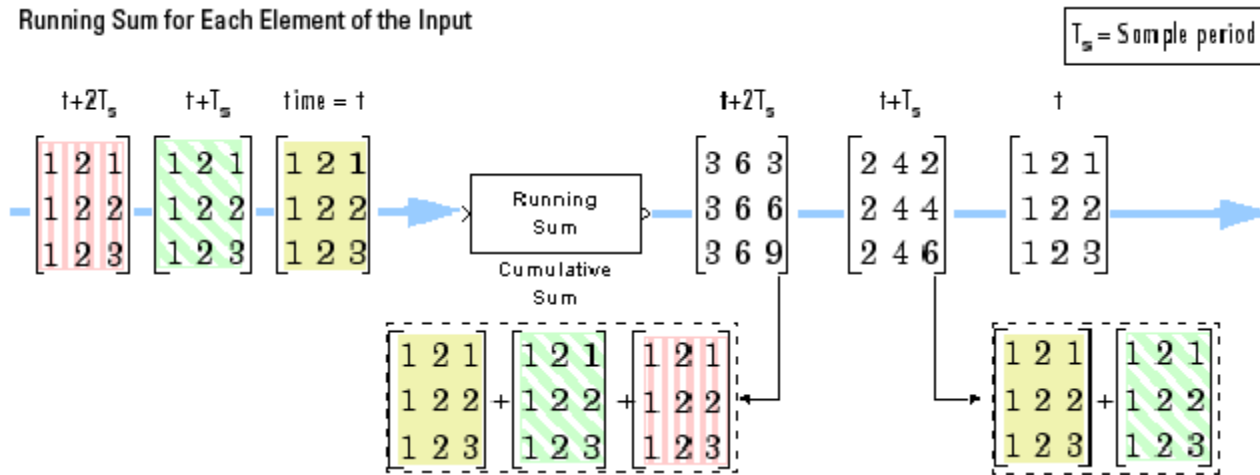 Running Sum for Each Element of the Input
Tₛ = Sample period
t+2Tₛ t+Tₛ time = t t+2Tₛ t+Tₛ t
1 2 1 1 2 1 1 2 1 3 6 3 2 4 2 1 2 1
1 2 2 1 2 2 1 2 2 Running 3 6 6 2 4 4 1 2 2
Sum
1 2 3 1 2 3 1 2 3 3 6 9 2 4 6 1 2 3
Cumulative
Sum
1 2 1 1 2 1 1 2 1 1 2 1 1 2 1
1 2 2 + 1 2 2 + 1 2 2 1 2 2 + 1 2 2
1 2 3 1 2 3 1 2 3 1 2 3 1 2 3